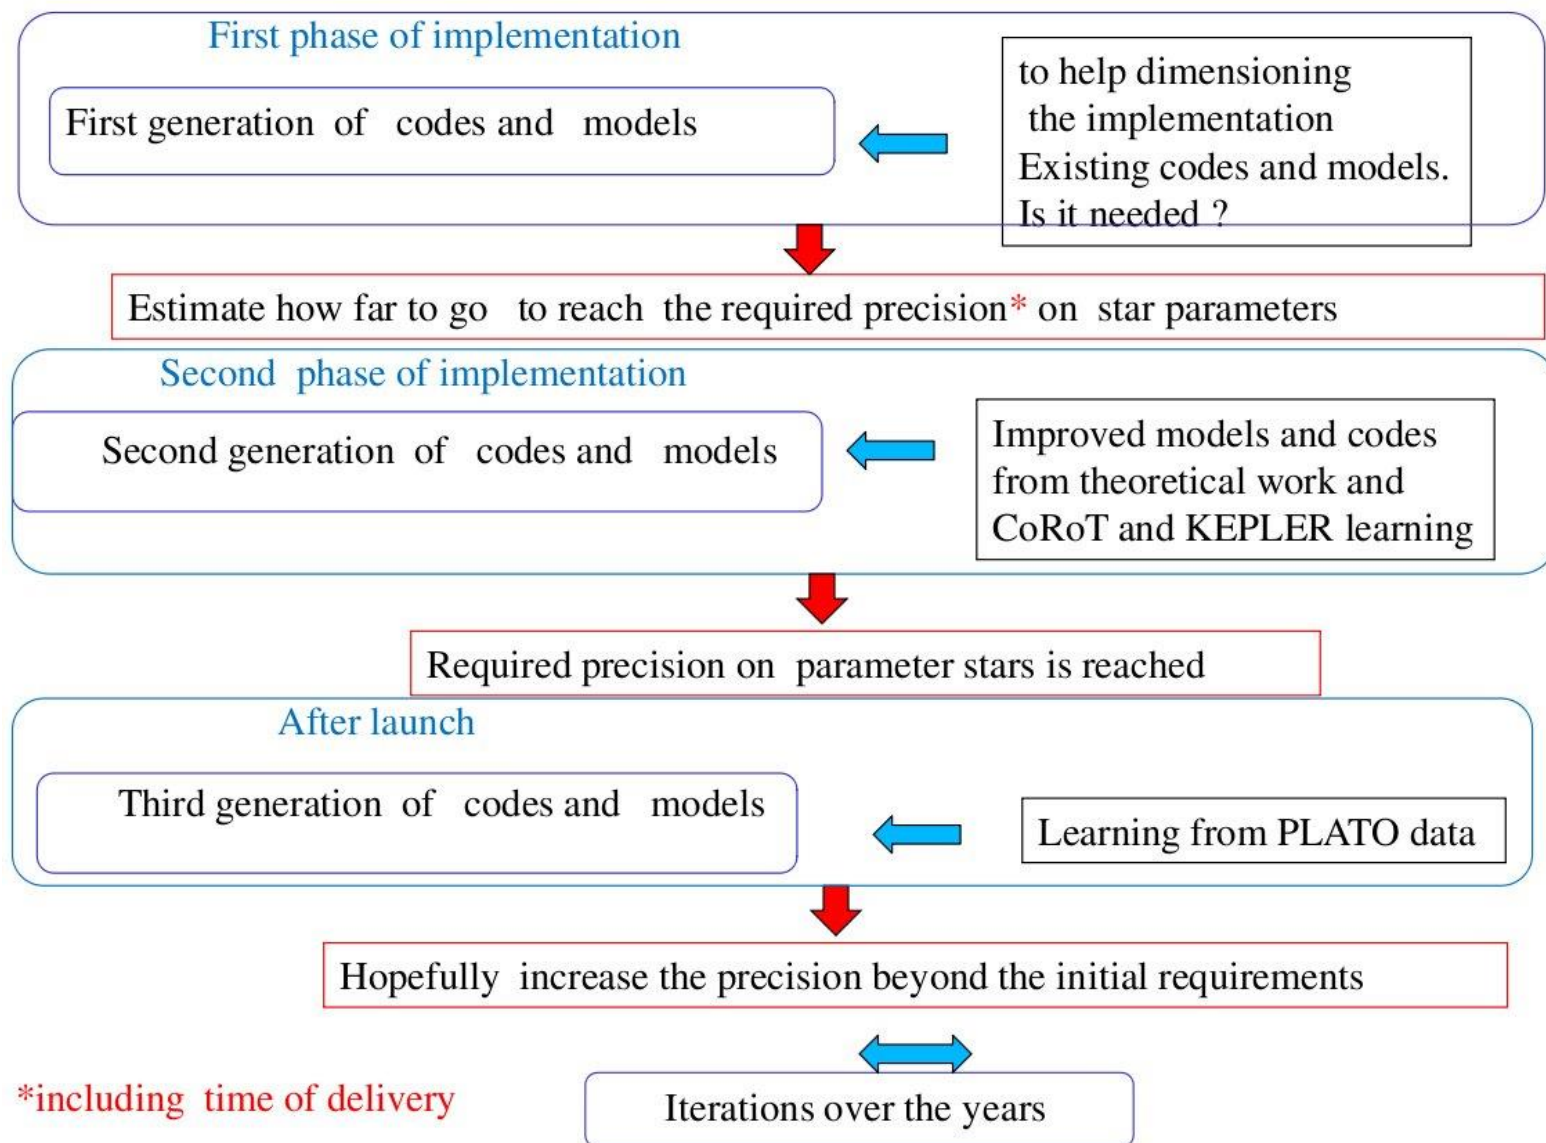 First phase of implementation
First generation of codes and models
to help dimensioning
the implementation
Existing codes and models.
Is it needed ?
Estimate how far to go to reach the required precision* on star parameters
Second phase of implementation
Second generation of codes and models
Improved models and codes
from theoretical work and
CoRoT and KEPLER learning
Required precision on parameter stars is reached
After launch
Third generation of codes and models
Learning from PLATO data
Hopefully increase the precision beyond the initial requirements
*including time of delivery
Iterations over the years